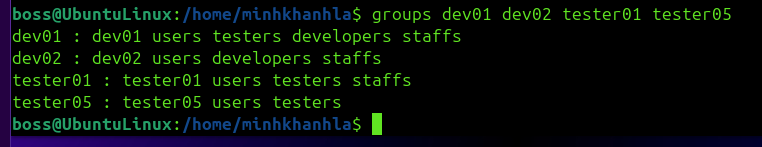 boss@UbuntuLinux:/home/minhkhanhla$ groups dev01 dev02 tester01 tester05
dev01 : dev01 users testers developers staffs
dev02 : dev02 users developers staffs
tester01 : tester01 users testers staffs
tester05 : tester05 users testers
boss@UbuntuLinux:/home/minhkhanhla$